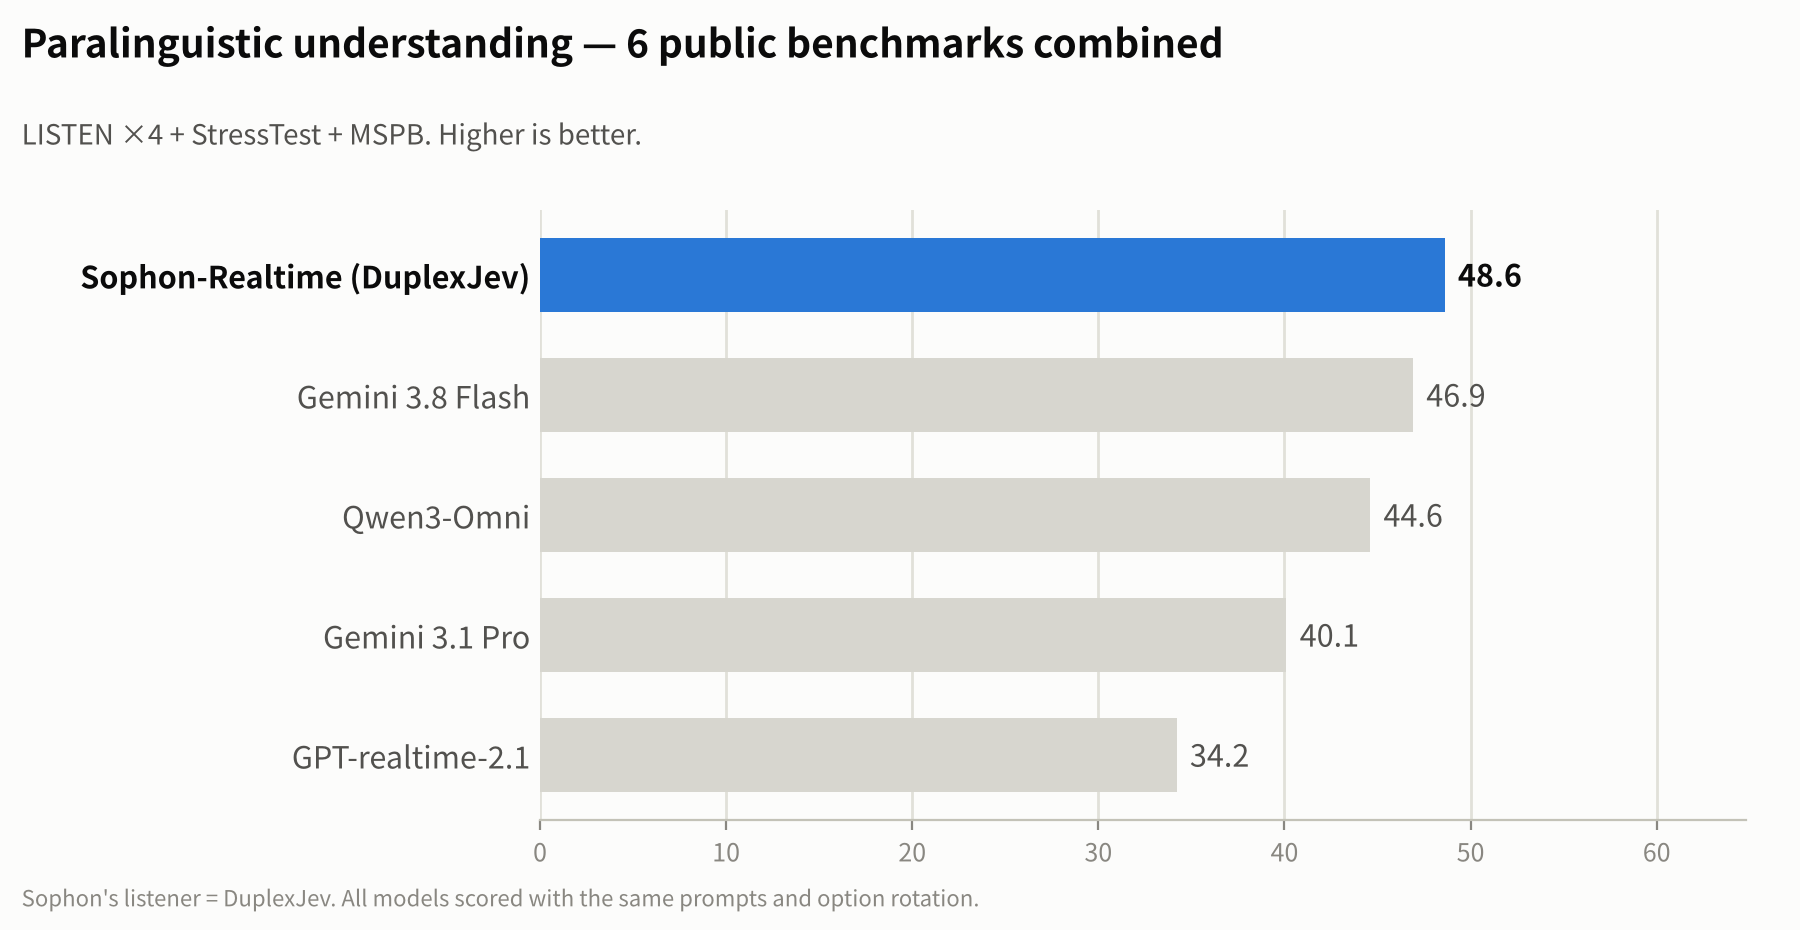 Paralinguistic understanding — 6 public benchmarks combined
LISTEN ×4 + StressTest + MSPB. Higher is better.
Sophon-Realtime (DuplexJev) 48.6
Gemini 3.8 Flash 46.9
Qwen3-Omni 44.6
Gemini 3.1 Pro 40.1
GPT-realtime-2.1 34.2
0 10 20 30 40 50 60
Sophon's listener = DuplexJev. All models scored with the same prompts and option rotation.